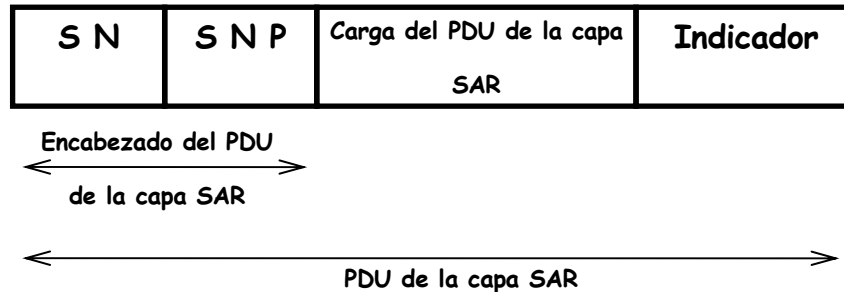 S N
S N P
Carga del PDU de la capa
SAR
Indicador
Encabezado del PDU
de la capa SAR
PDU de la capa SAR